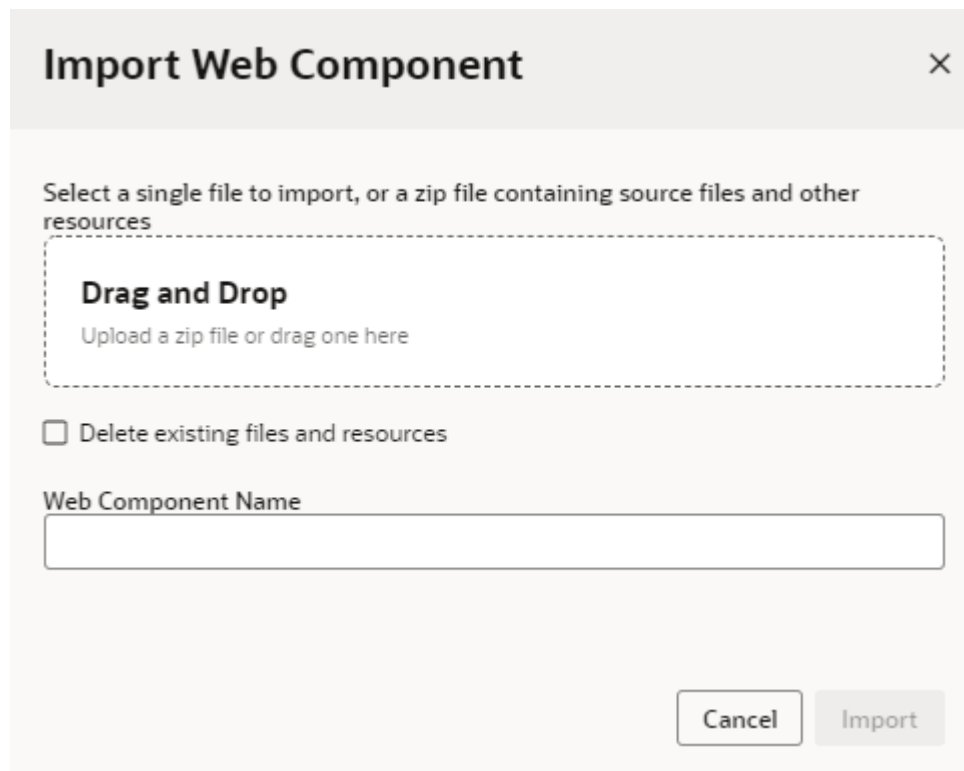 Import Web Component
Select a single file to import, or a zip file containing source files and other
resources
Drag and Drop
Upload a zip file or drag one here
Delete existing files and resources
Web Component Name
Cancel
Import